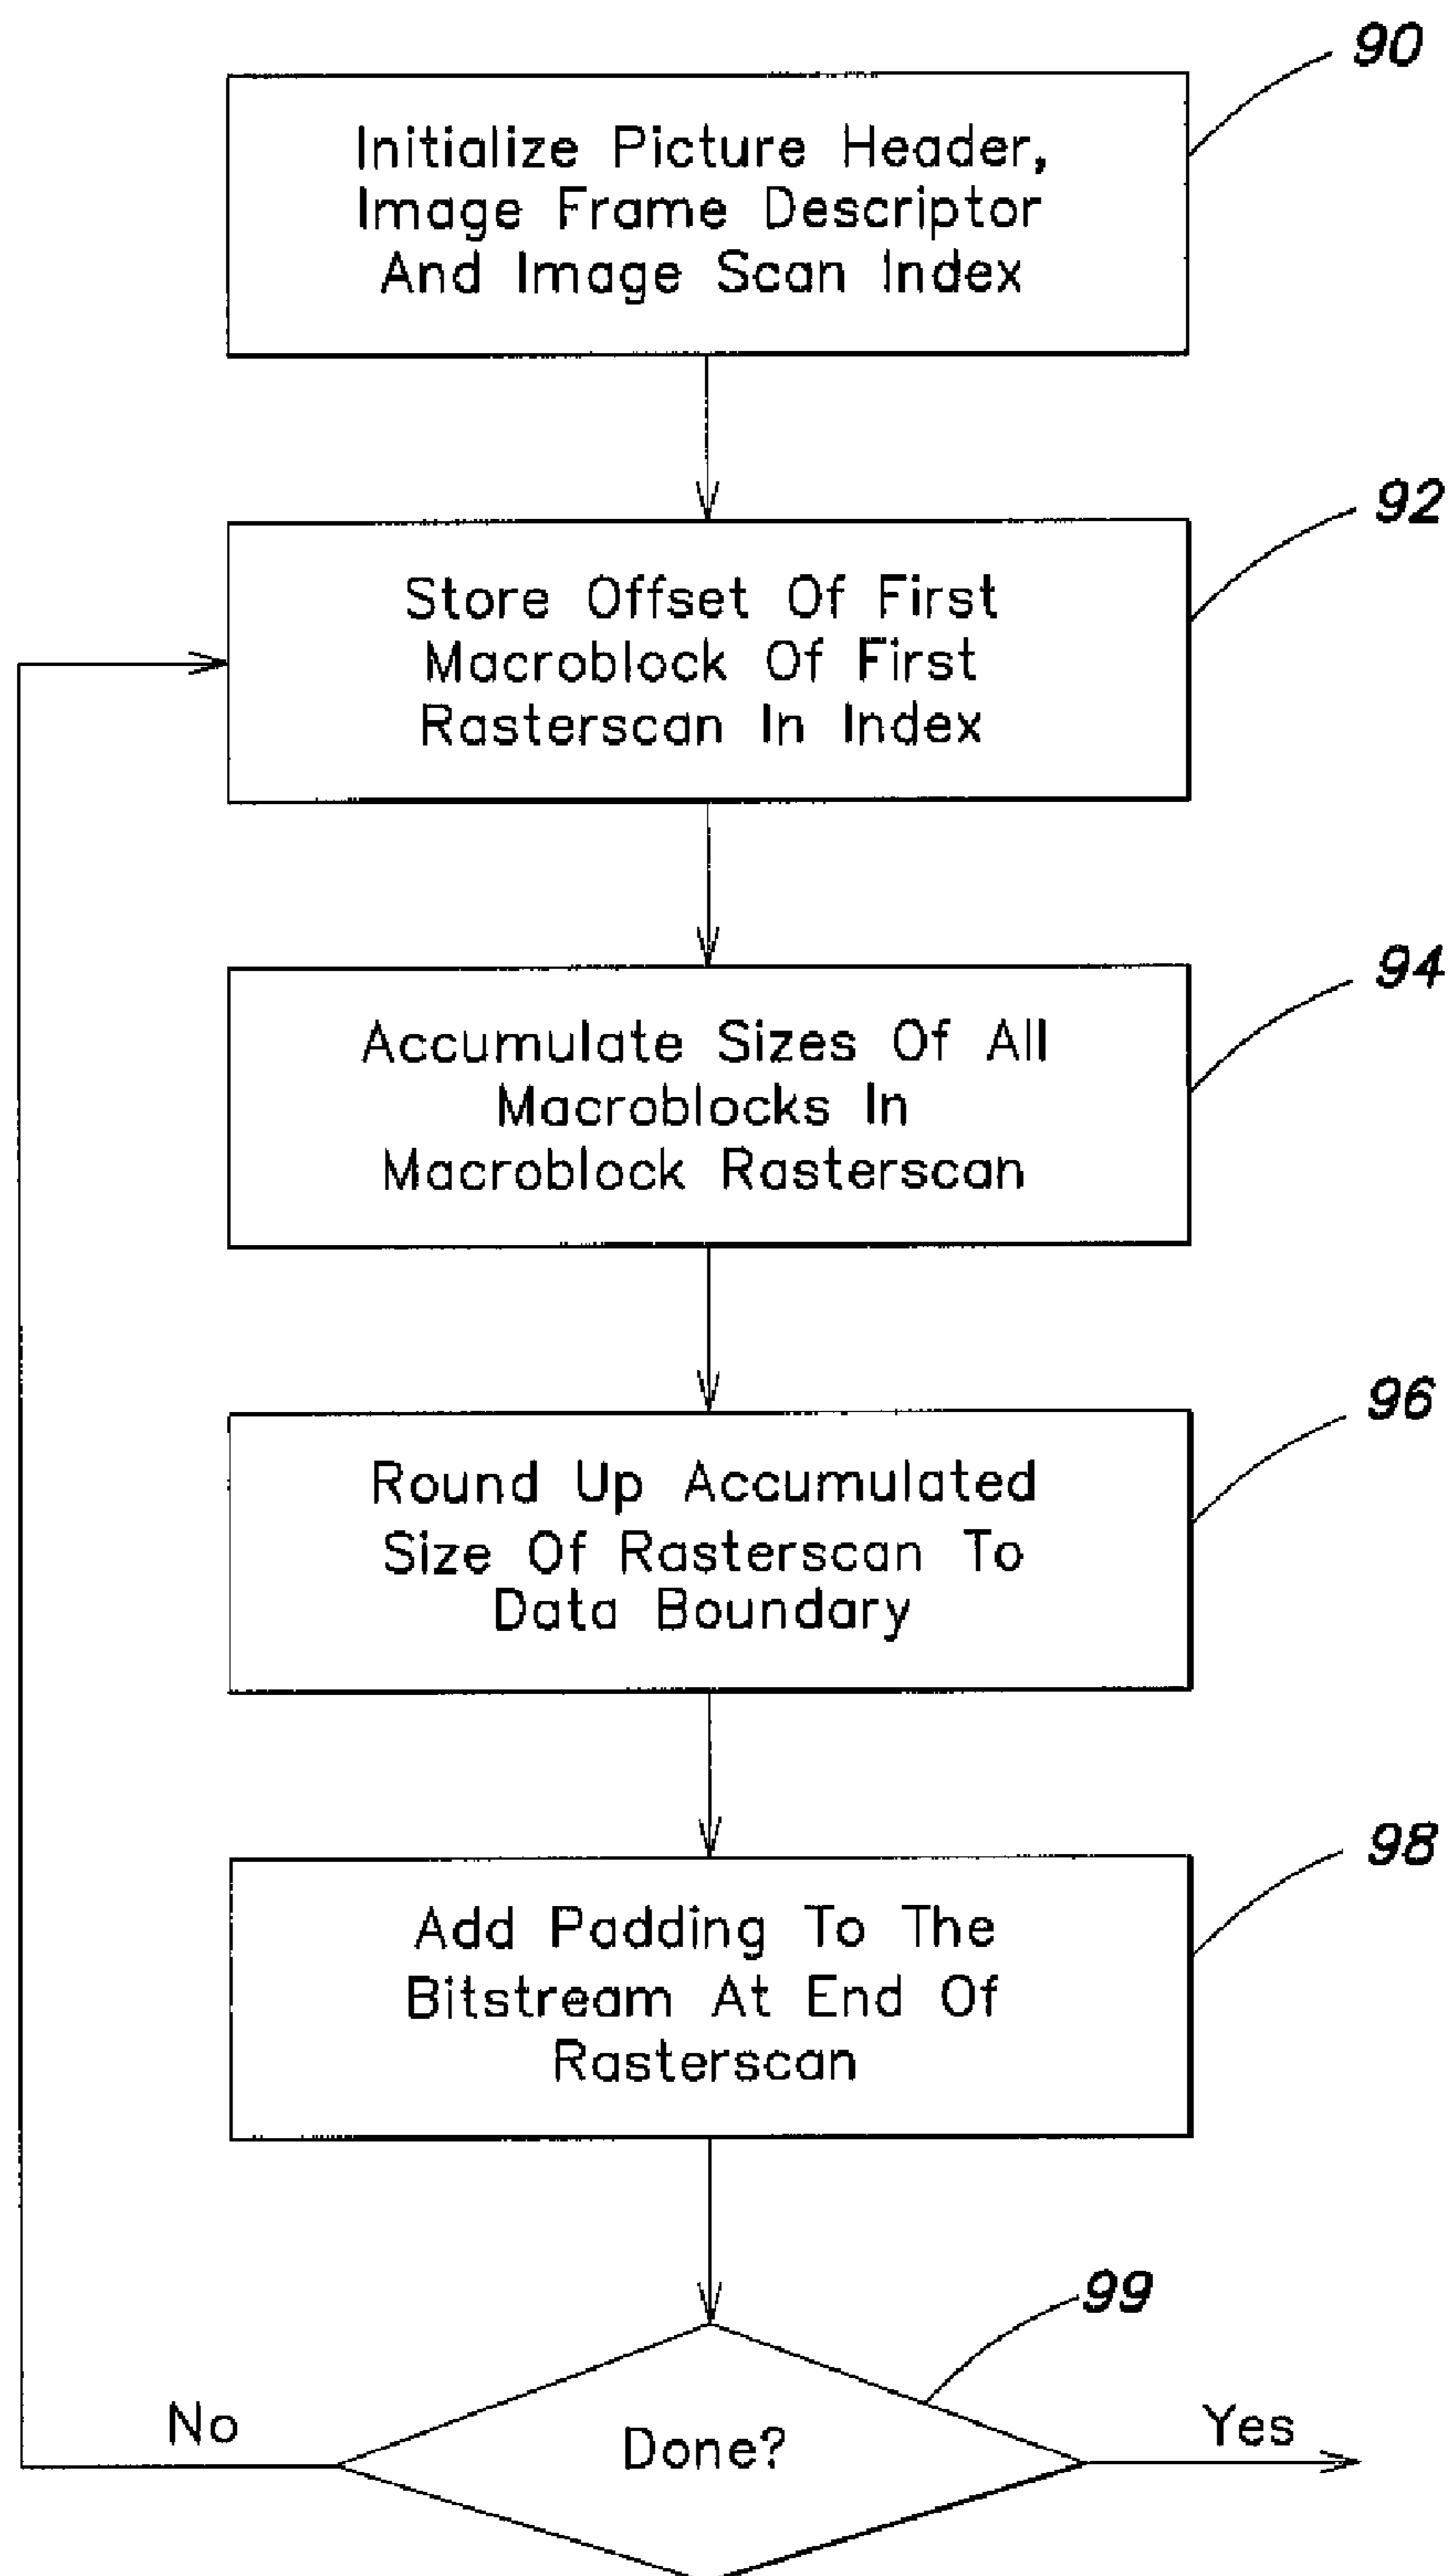 90
Initialize Picture Header,
Image Frame Descriptor
And Image Scan Index
92
Store Offset Of First
Macroblock Of First
Rasterscan In Index
94
Accumulate Sizes Of All
Macroblocks In
Macroblock Rasterscan
96
Round Up Accumulated
Size Of Rasterscan To
Data Boundary
98
Add Padding To The
Bitstream At End Of
Rasterscan
99
No
Done?
Yes